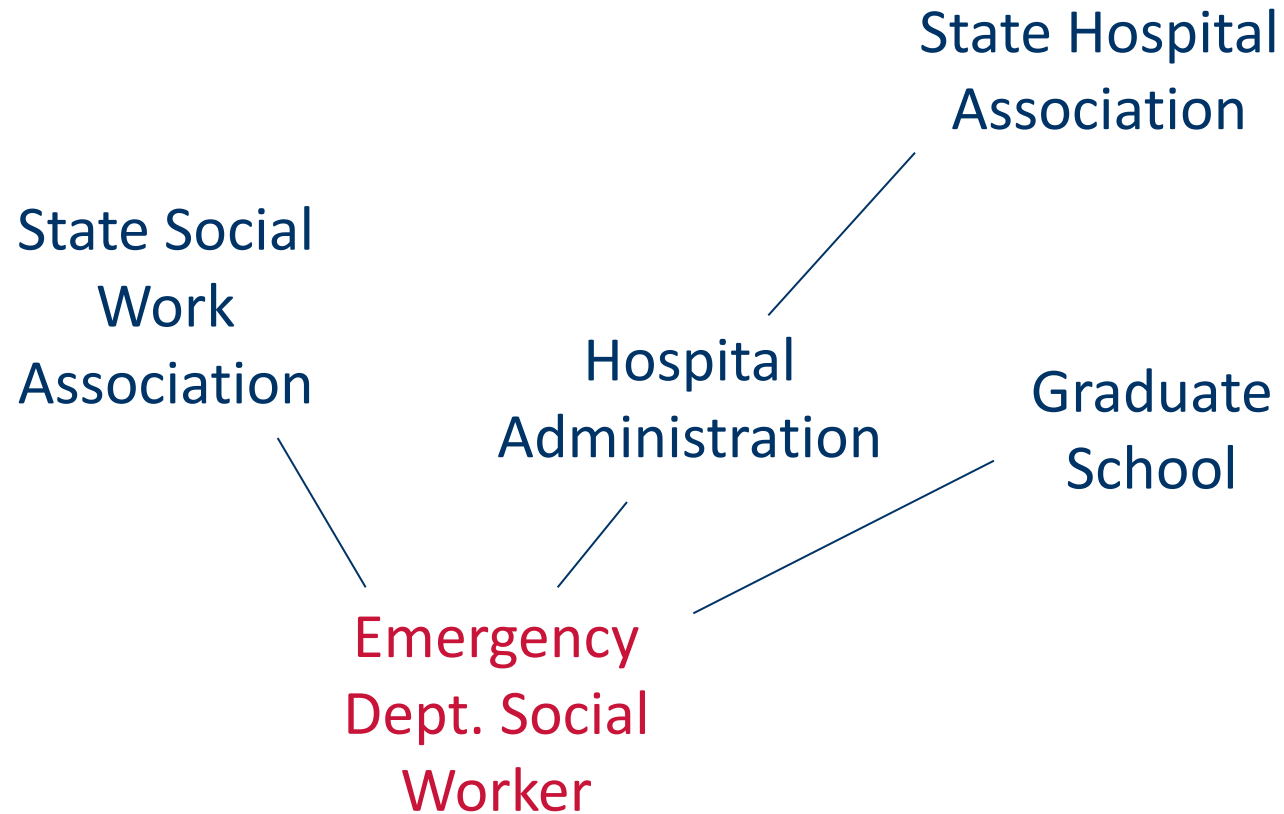 State Hospital
Association
State Social
Work
Association
Hospital
Administration
Graduate
School
Emergency
Dept. Social
Worker